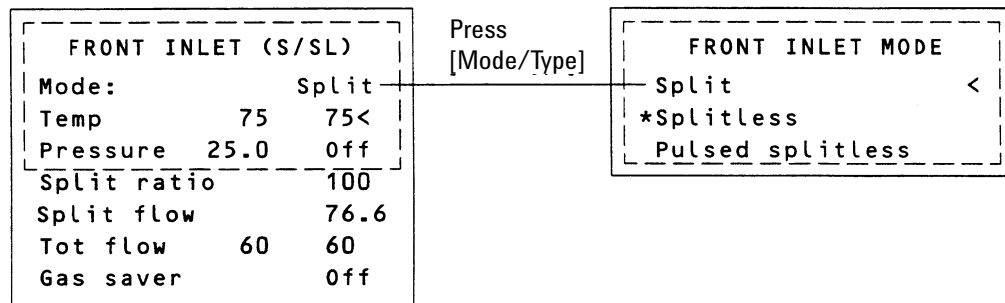 FRONT INLET (S/SL)
Mode: Split
Temp 75 75<
Pressure 25.0 Off
Split ratio 100
Split flow 76.6
Tot flow 60 60
Gas saver Off
Press
[Mode/Type]
FRONT INLET MODE
Split <
*Splitless
Pulsed splitless